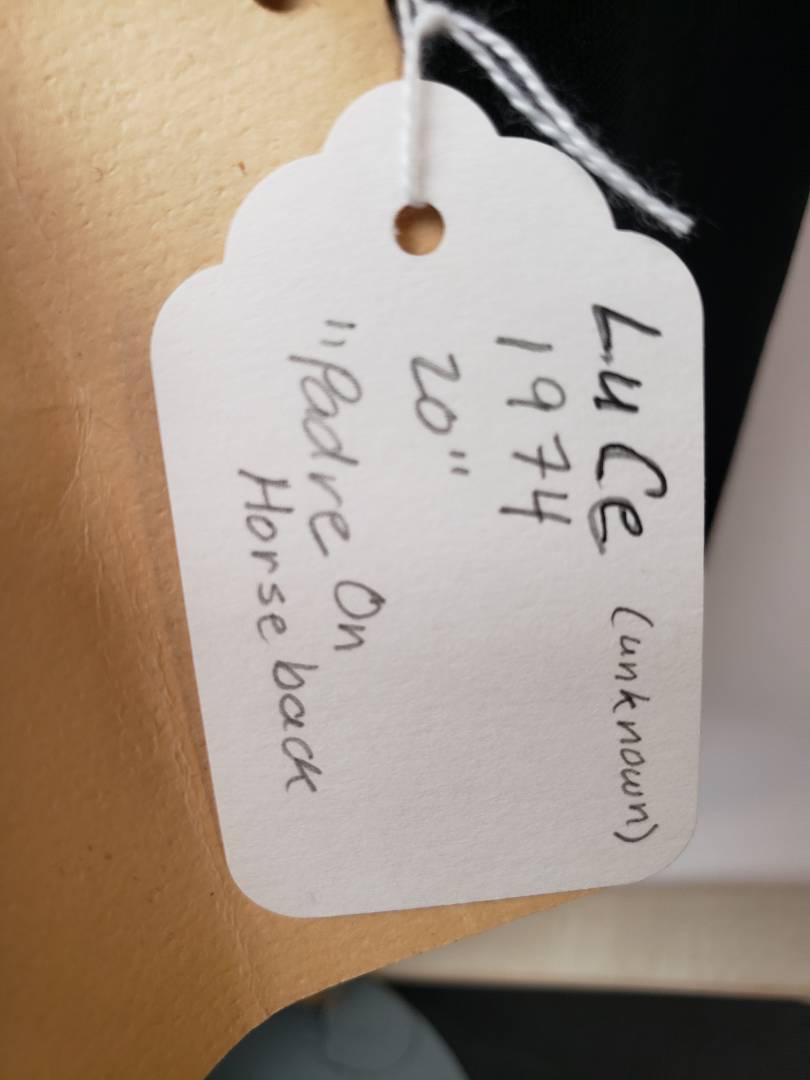 LuCe (unknown)
1974
20"
"Padre On
Horse back